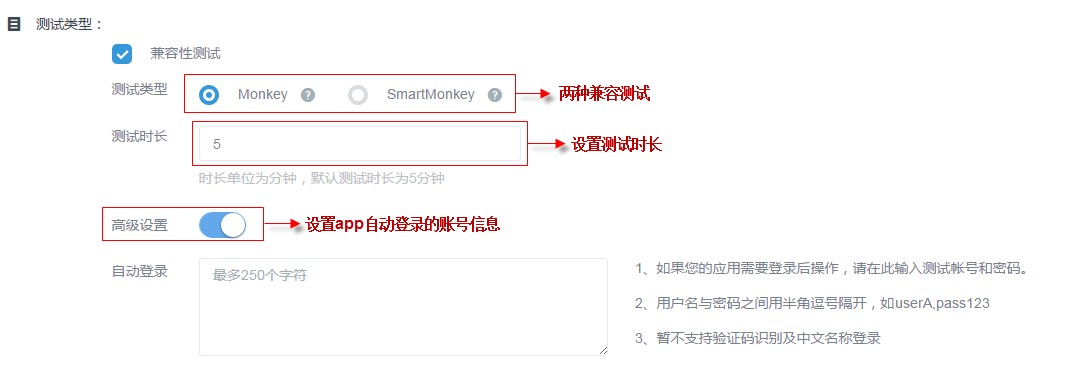 测试类型：
兼容性测试
测试类型 Monkey ? SmartMonkey ? 两种兼容测试
测试时长 5 设置测试时长
时长单位为分钟，默认测试时长为5分钟
高级设置 设置app自动登录的账号信息
自动登录 最多250个字符
1、如果您的应用需要登录后操作，请在此输入测试帐号和密码。
2、用户名与密码之间用半角逗号隔开，如userA,pass123
3、暂不支持验证码识别及中文名称登录